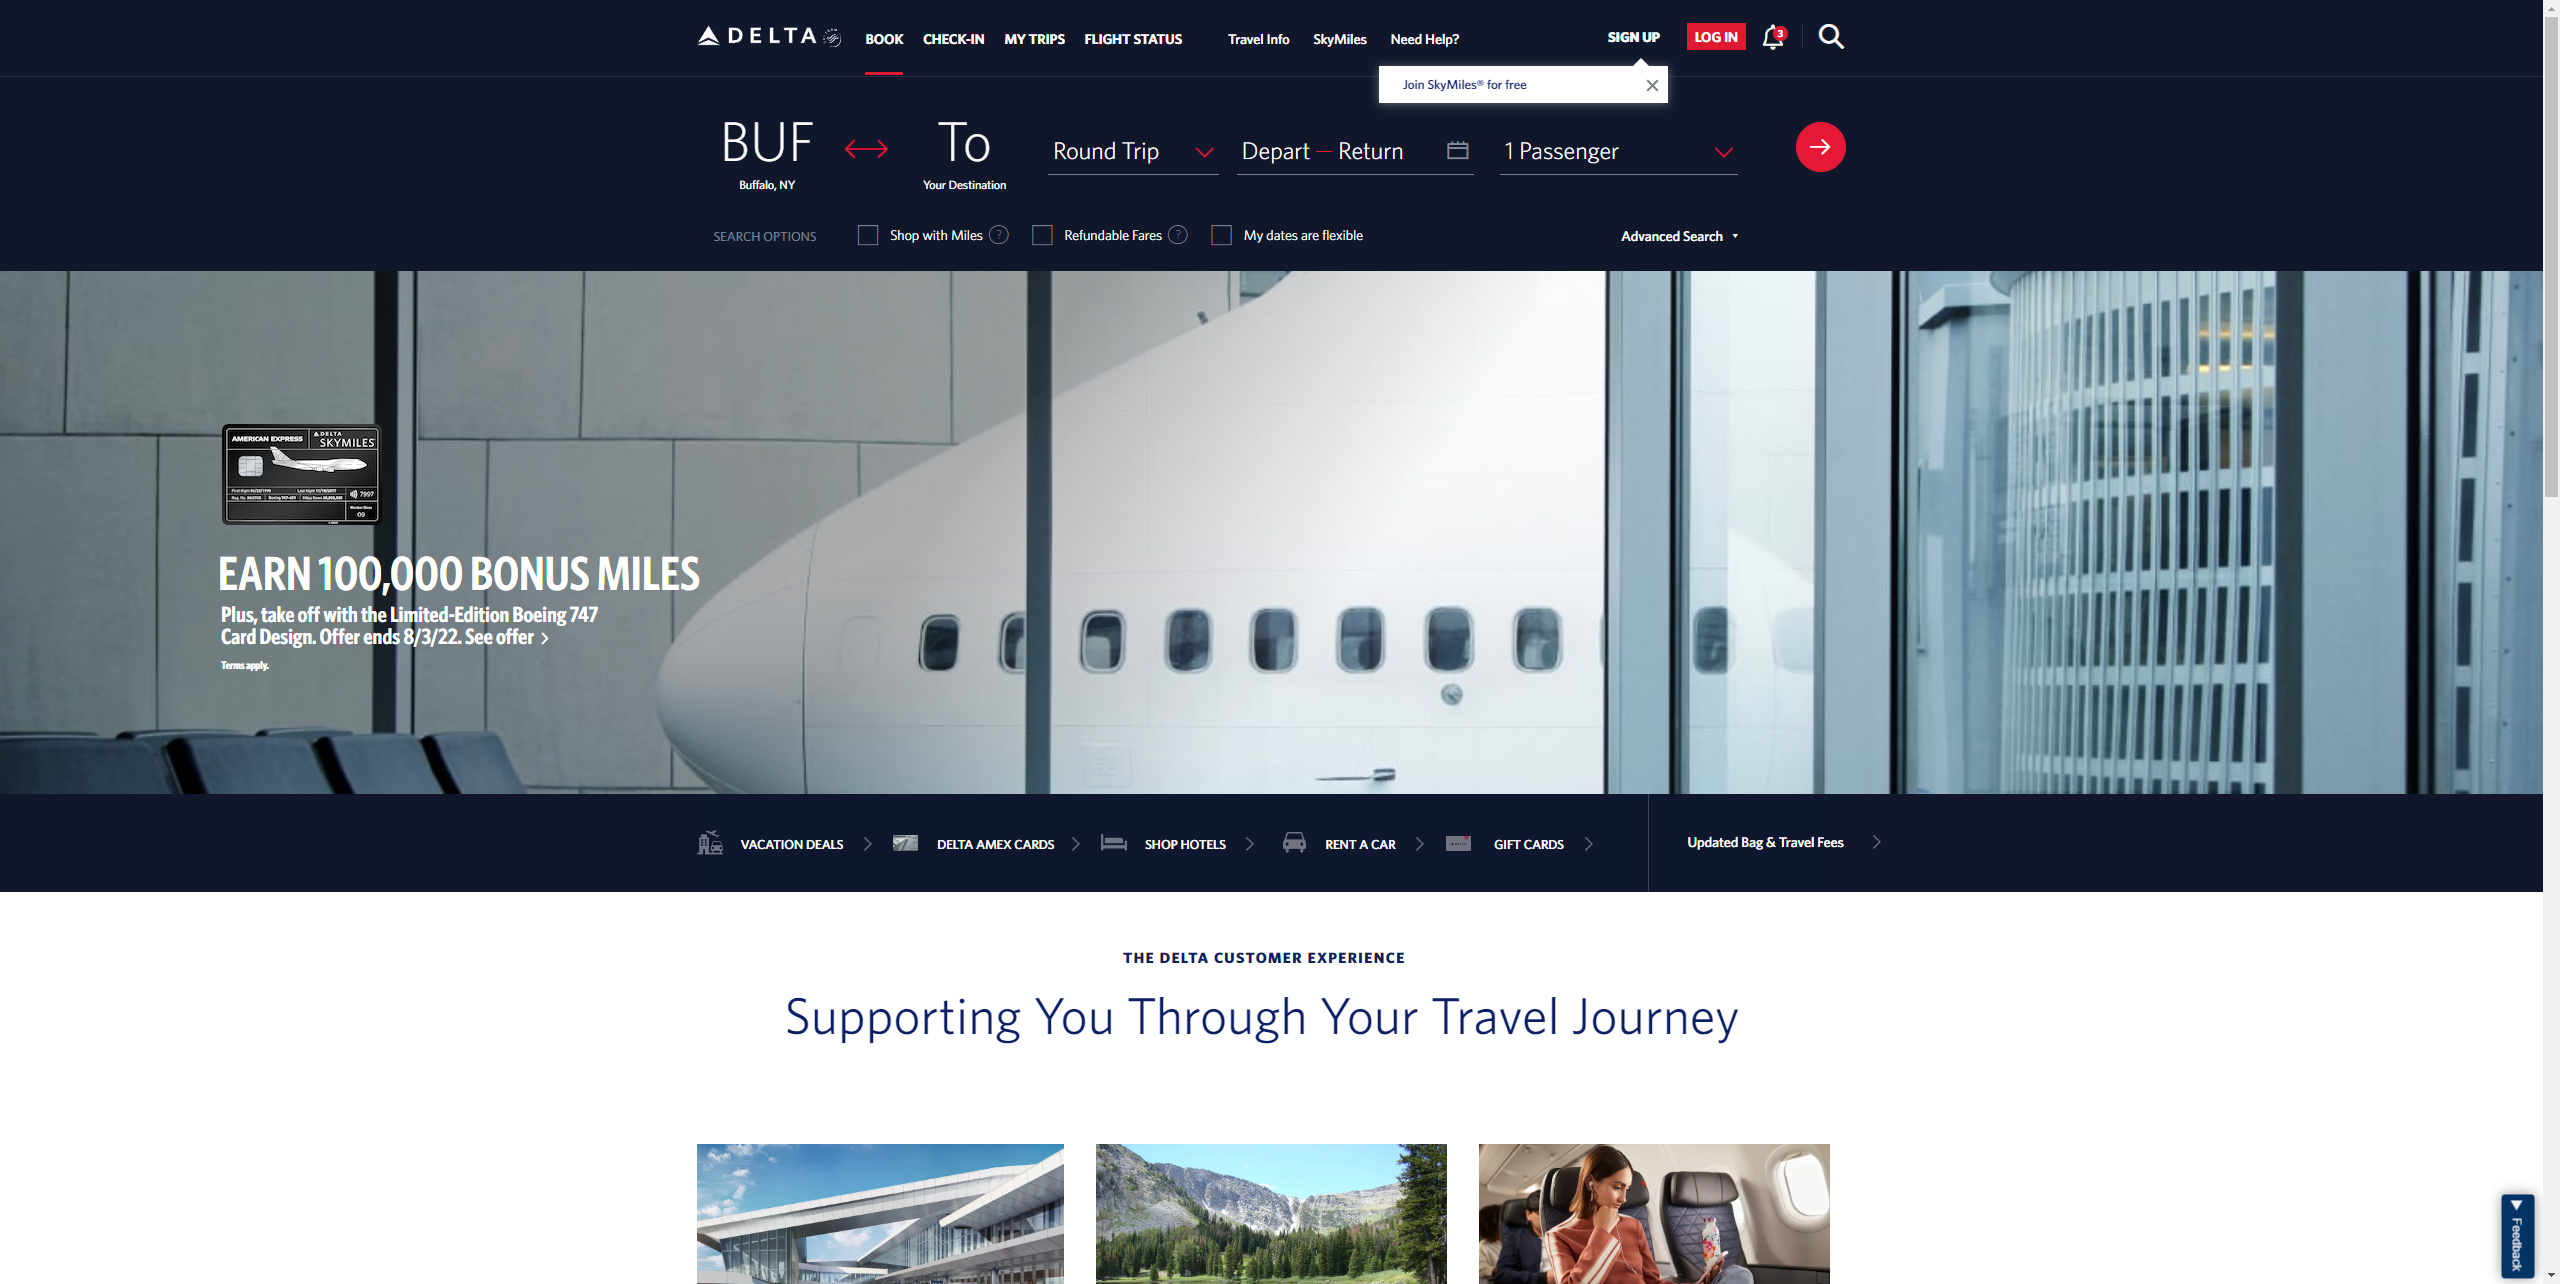 DELTA
BOOK
CHECK-IN
MY TRIPS
FLIGHT STATUS
Travel Info
SkyMiles
Need Help?
SIGN UP
LOG IN
3
Join SkyMiles® for free
BUF
Buffalo, NY
To
Your Destination
Round Trip
Depart — Return
1 Passenger
SEARCH OPTIONS
Shop with Miles ?
Refundable Fares ?
My dates are flexible
Advanced Search
AMERICAN EXPRESS
DELTA
SKYMILES
7997
Member Since
09
EARN 100,000 BONUS MILES
Plus, take off with the Limited-Edition Boeing 747
Card Design. Offer ends 8/3/22. See offer
Terms apply.
VACATION DEALS
DELTA AMEX CARDS
SHOP HOTELS
RENT A CAR
GIFT CARDS
Updated Bag & Travel Fees
THE DELTA CUSTOMER EXPERIENCE
Supporting You Through Your Travel Journey
Feedback